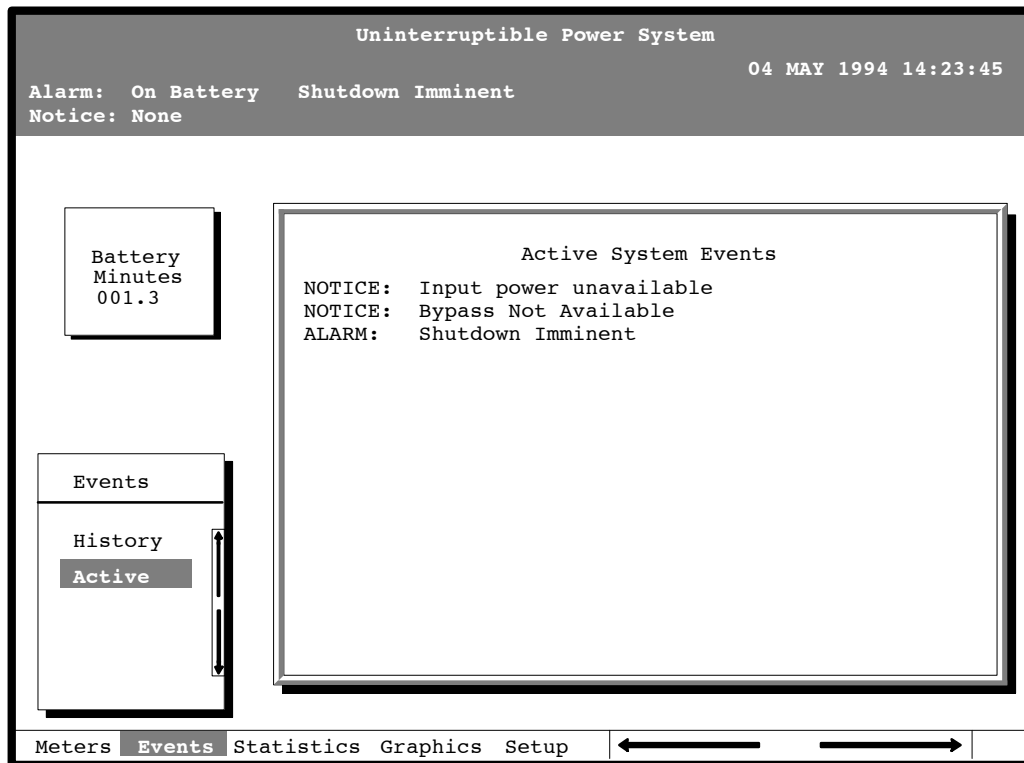 Uninterruptible Power System
04 MAY 1994 14:23:45
Alarm: On Battery Shutdown Imminent
Notice: None
Battery
Minutes
001.3
Active System Events
NOTICE: Input power unavailable
NOTICE: Bypass Not Available
ALARM: Shutdown Imminent
Events
History
Active
Meters Events Statistics Graphics Setup